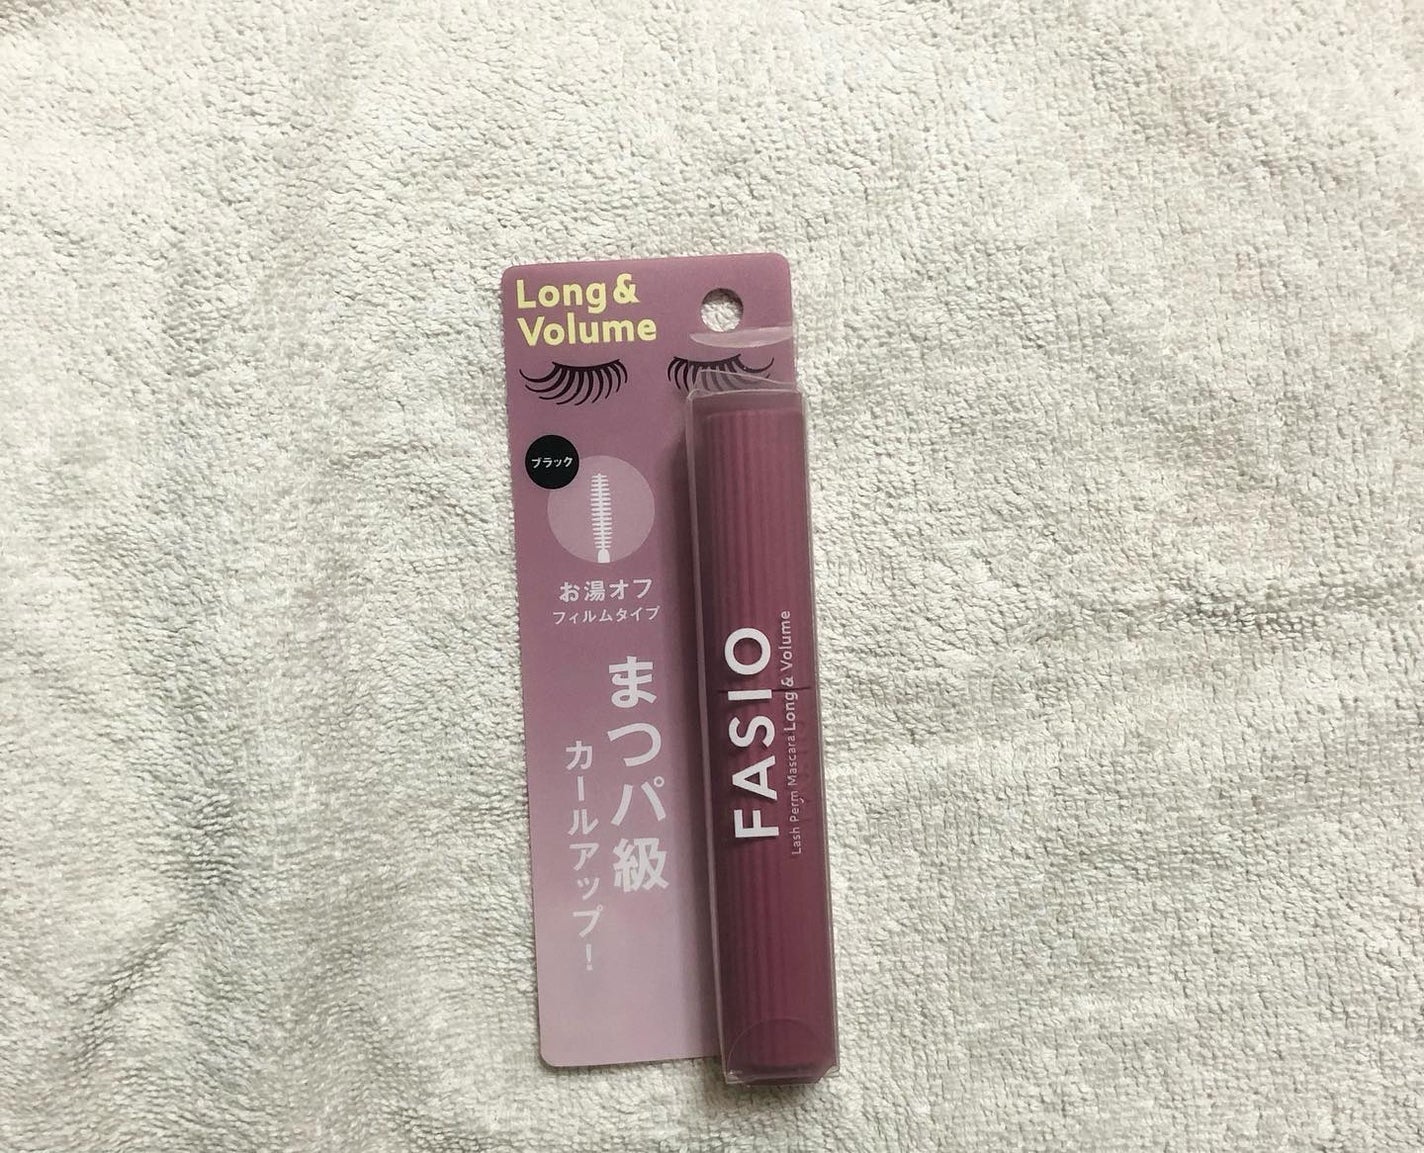 Long &
Volume
ブラック
お湯オフ
フィルムタイプ
まつパ級
カールアップ!
FASIO
Lash Perm Mascara Long & Volume